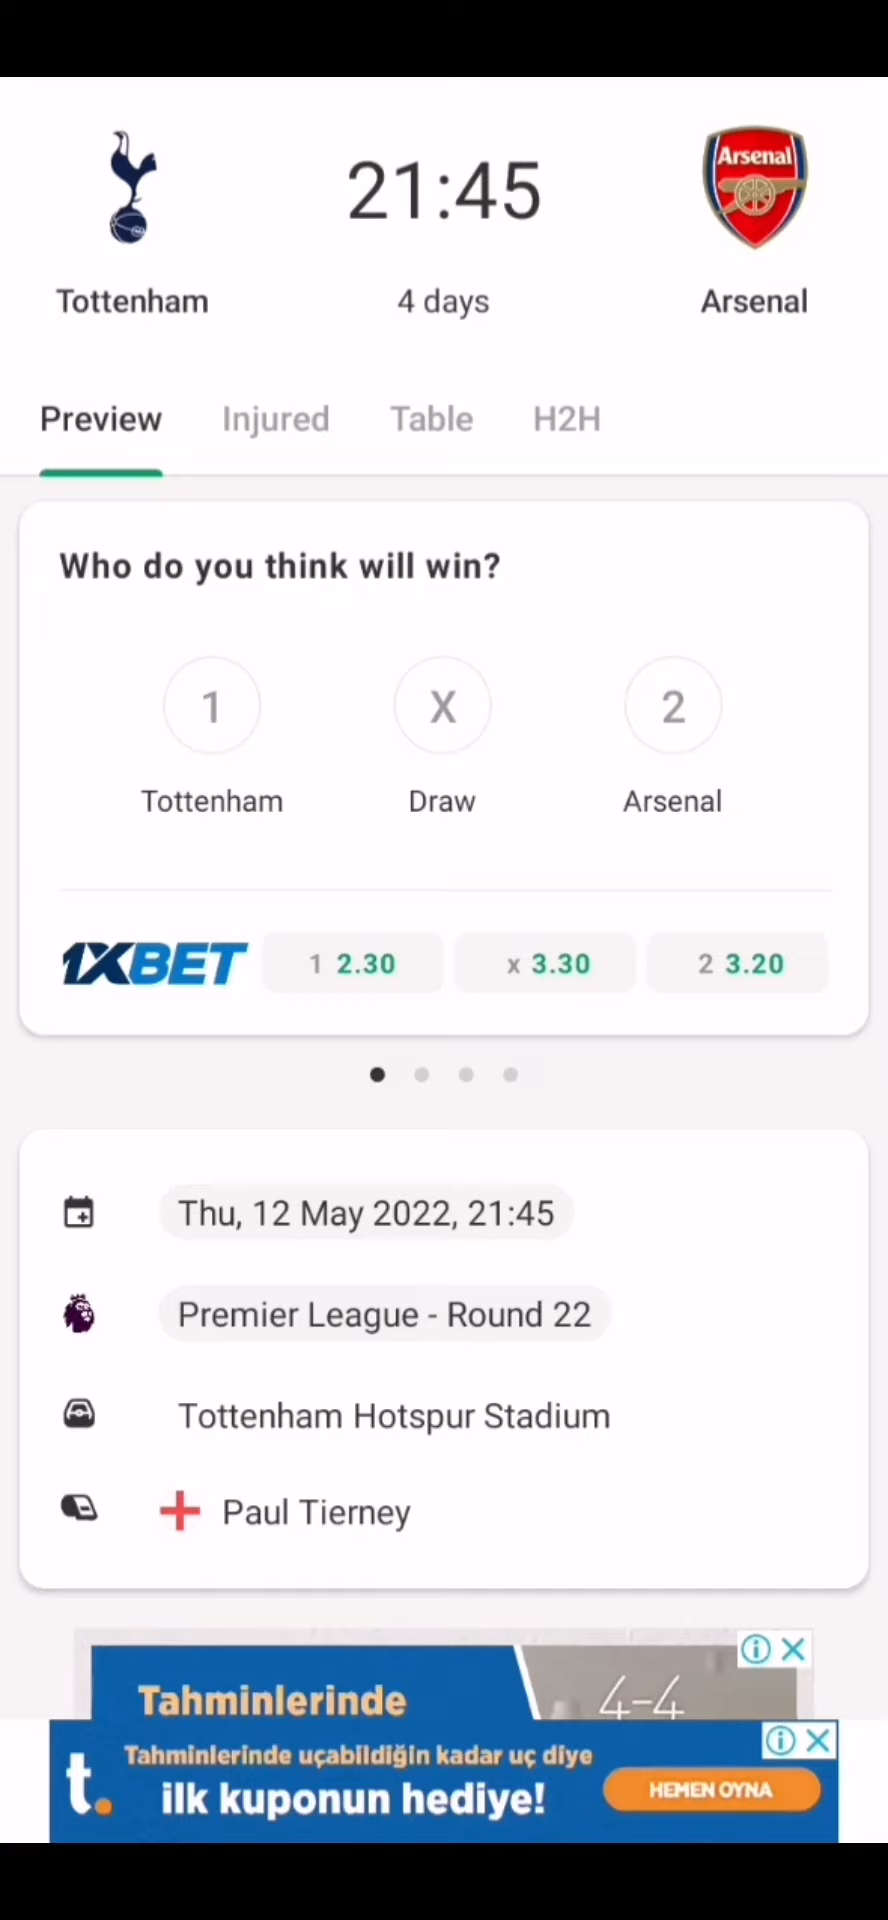 Arsenal
21:45
Tottenham
4 days
Arsenal
Preview
Injured
Table
H2H
Who do you think will win?
1
X
2
Tottenham
Draw
Arsenal
1XBET
1 2.30
x 3.30
2 3.20
Thu, 12 May 2022, 21:45
Premier League - Round 22
Tottenham Hotspur Stadium
Paul Tierney
Tahminlerinde
4-4
Tahminlerinde uçabildiğin kadar uç diye
t.
ilk kuponun hediye!
HEMEN OYNA